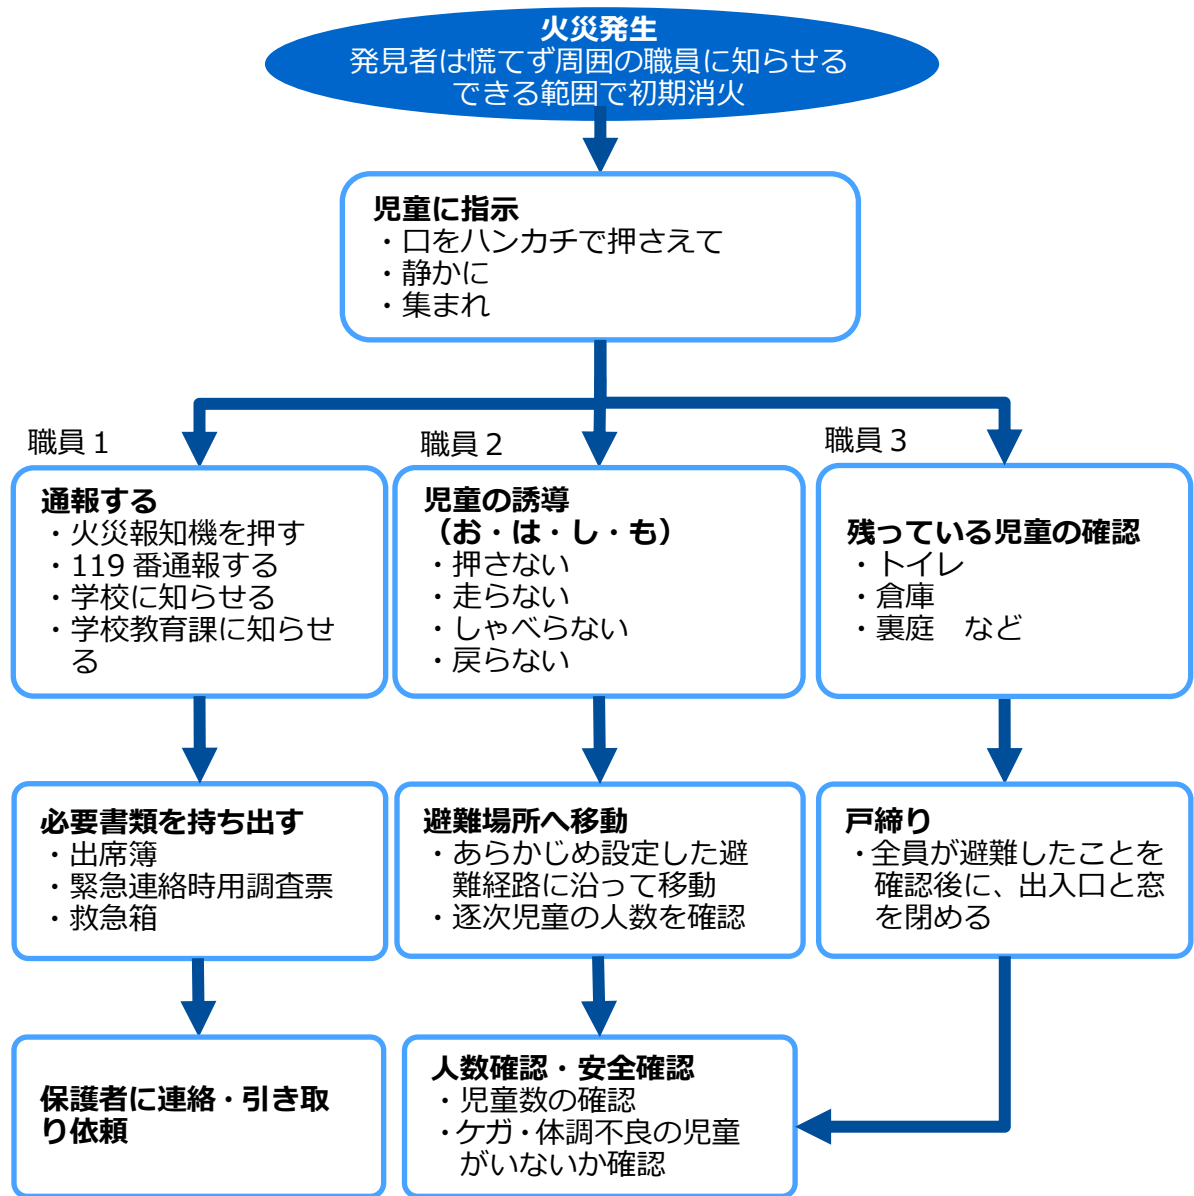 火災発生
発見者は慌てず周囲の職員に知らせる
できる範囲で初期消火
児童に指示
・口をハンカチで押さえて
・静かに
・集まれ
職員１
通報する
・火災報知機を押す
・119 番通報する
・学校に知らせる
・学校教育課に知らせ
る
職員２
児童の誘導
（お・は・し・も）
・押さない
・走らない
・しゃべらない
・戻らない
職員３
残っている児童の確認
・トイレ
・倉庫
・裏庭　など
必要書類を持ち出す
・出席簿
・緊急連絡時用調査票
・救急箱
避難場所へ移動
・あらかじめ設定した避
難経路に沿って移動
・逐次児童の人数を確認
戸締り
・全員が避難したことを
確認後に、出入口と窓
を閉める
保護者に連絡・引き取
り依頼
人数確認・安全確認
・児童数の確認
・ケガ・体調不良の児童
がいないか確認